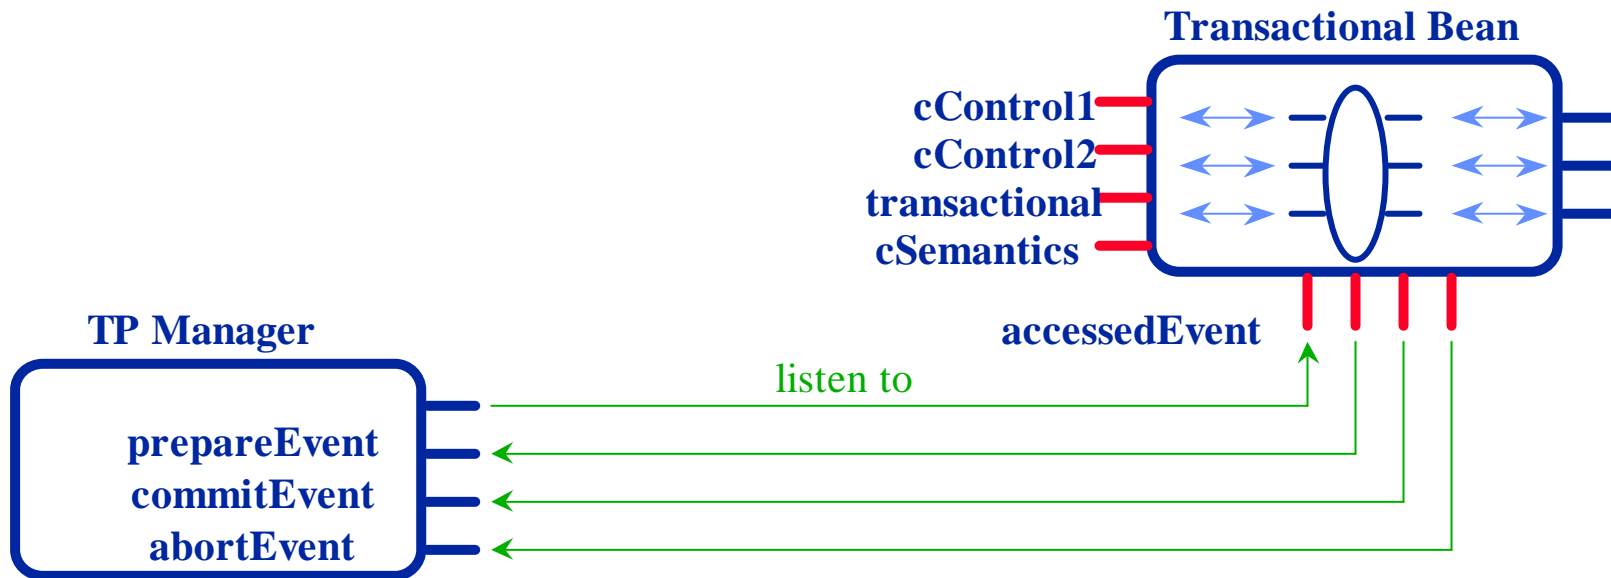 Transactional Bean
cControl1
cControl2
transactional
cSemantics
TP Manager
accessedEvent
listen to
prepareEvent
commitEvent
abortEvent